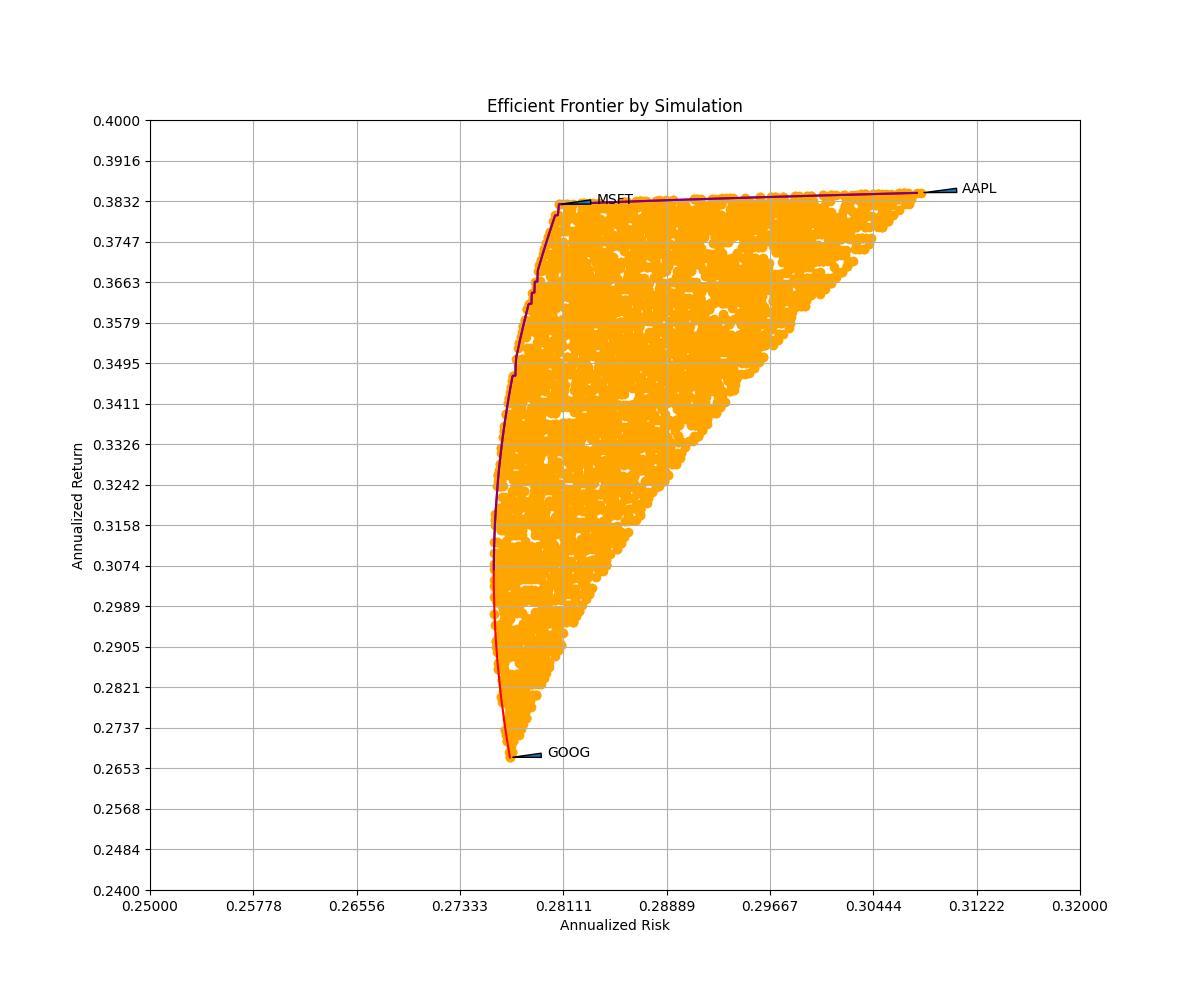 Efficient Frontier by Simulation
0.4000
0.3916
0.3832
0.3747
0.3663
0.3579
0.3495
0.3411
0.3326
0.3242
0.3158
0.3074
0.2989
0.2905
0.2821
0.2737
0.2653
0.2568
0.2484
0.2400
Annualized Return
MSFT
AAPL
GOOG
0.25000 0.25778 0.26556 0.27333 0.28111 0.28889 0.29667 0.30444 0.31222 0.32000
Annualized Risk